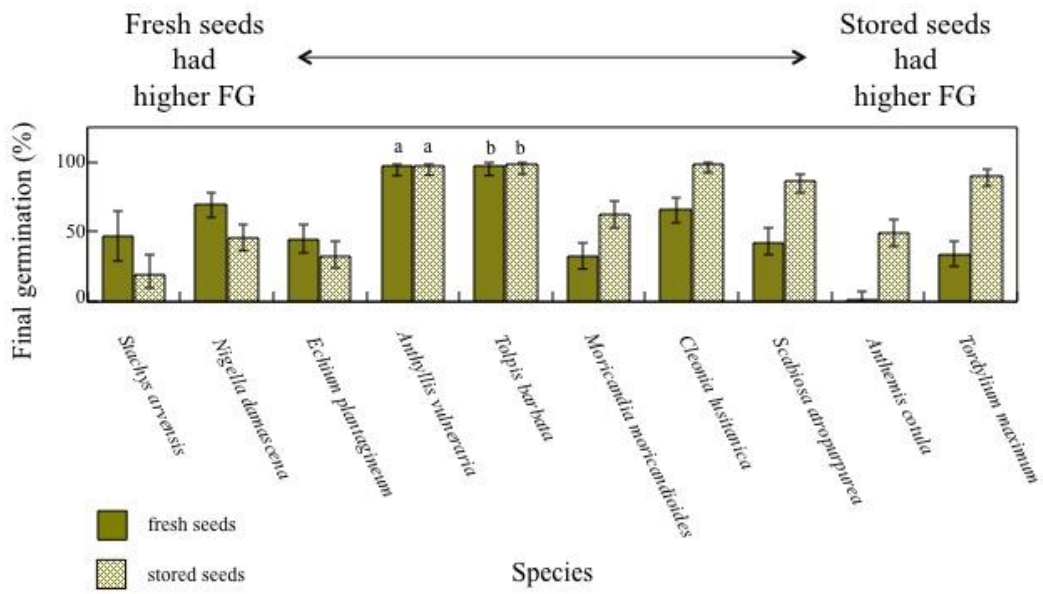 Fresh seeds
had
higher FG
Stored seeds
had
higher FG
Final germination (%)
100
50
0
a a b b
Stachys arvensis
Nigella damascena
Echium plantagineum
Anthyllis vulneraria
Tolpis barbata
Moricandia moricandioides
Cleonia lusitanica
Scabiosa atropurpurea
Anthemis cotula
Tordylium maximum
fresh seeds
stored seeds
Species